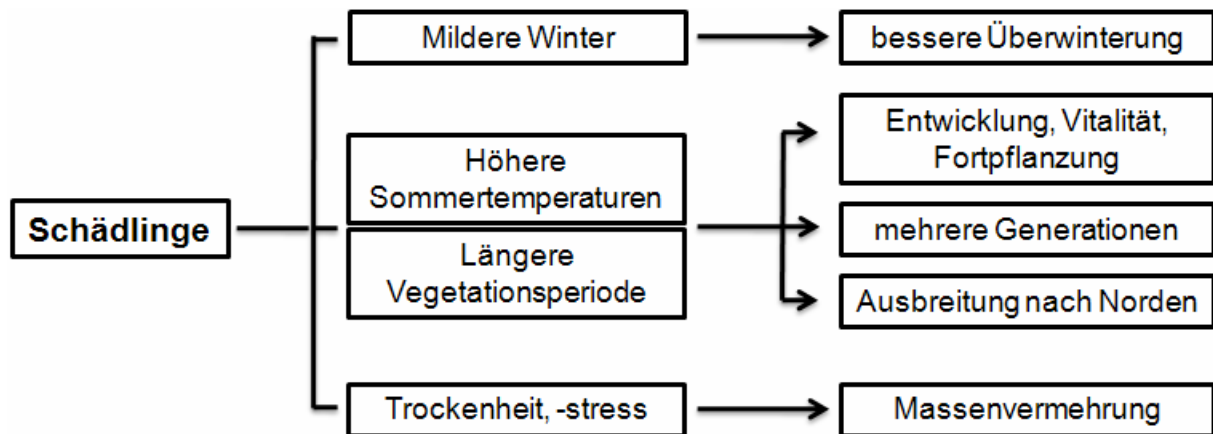 Schädlinge
Mildere Winter
bessere Überwinterung
Höhere
Sommertemperaturen
Längere
Vegetationsperiode
Entwicklung, Vitalität,
Fortpflanzung
mehrere Generationen
Ausbreitung nach Norden
Trockenheit, -stress
Massenvermehrung